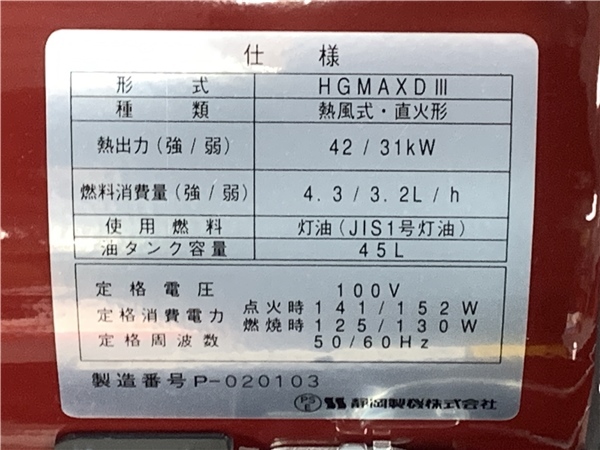 仕様
形式 HGMAXDⅢ
種類 熱風式・直火形
熱出力(強/弱) 42/31kW
燃料消費量(強/弱) 4.3/3.2L/h
使用燃料 灯油(JIS1号灯油)
油タンク容量 45L
定格電圧 100V
定格消費電力 点火時 141/152W
燃焼時 125/130W
定格周波数 50/60Hz
製造番号 P-020103
PSE 静岡製機株式会社